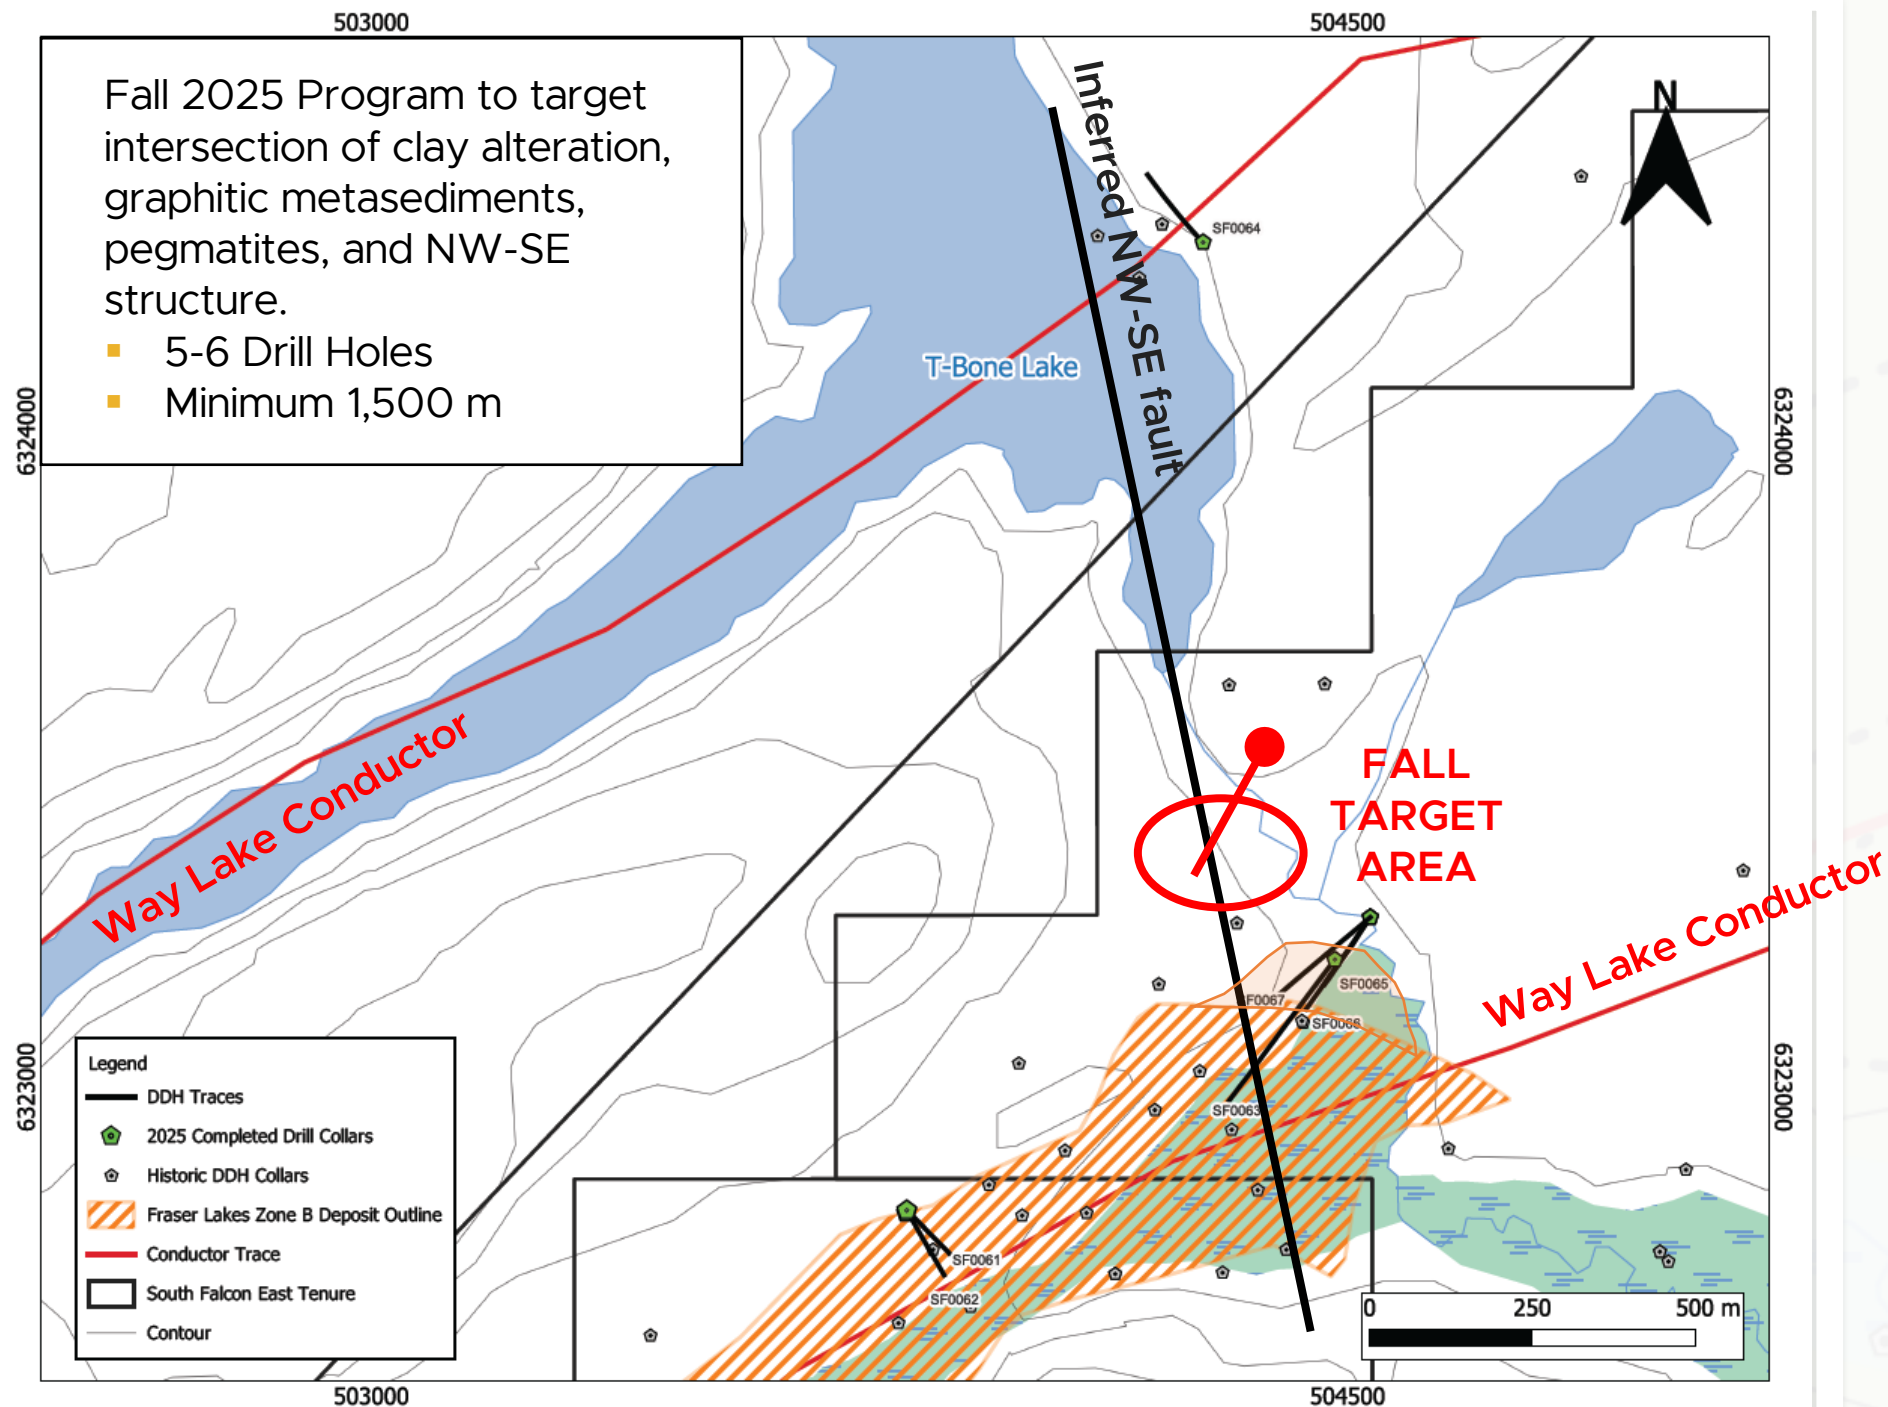 503000
504500
Fall 2025 Program to target
intersection of clay alteration,
graphitic metasediments,
pegmatites, and NW-SE
structure.
▪ 5-6 Drill Holes
▪ Minimum 1,500 m
N
Inferred NW-SE fault
SF0064
T-Bone Lake
6324000
6324000
Way Lake Conductor
FALL
TARGET
AREA
Way Lake Conductor
SF0065
F0067
SF0063
SF0061
SF0062
6323000
6323000
Legend
DDH Traces
2025 Completed Drill Collars
Historic DDH Collars
Fraser Lakes Zone B Deposit Outline
Conductor Trace
South Falcon East Tenure
Contour
0 250 500 m
503000
504500